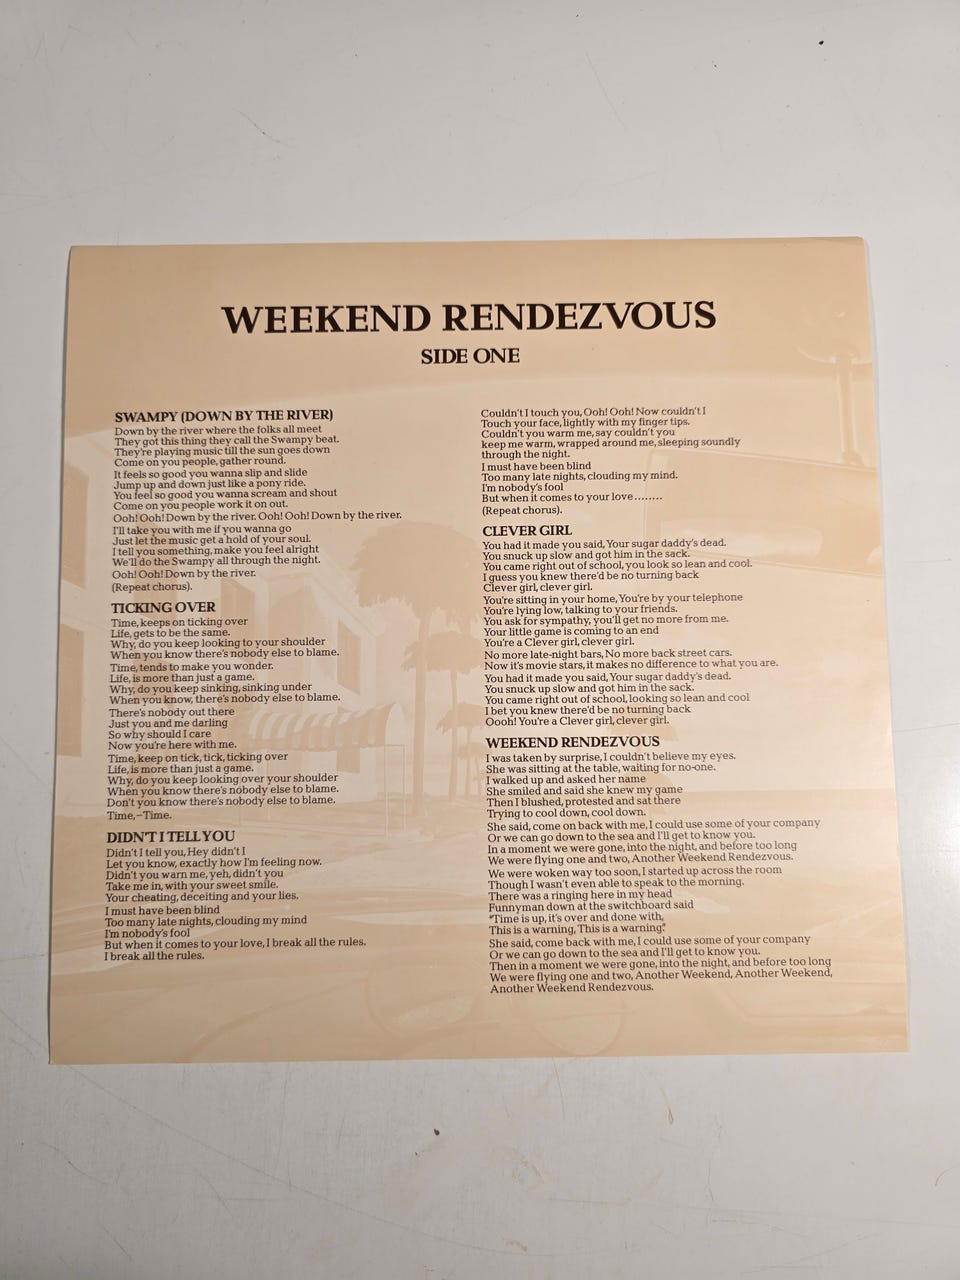 WEEKEND RENDEZVOUS
SIDE ONE
SWAMPY (DOWN BY THE RIVER)
Down by the river where the folks all meet
They got this thing they call the Swampy beat.
They're playing music till the sun goes down
Come on you people, gather round.
It feels so good you wanna slip and slide
Jump up and down just like a pony ride.
You feel so good you wanna scream and shout
Come on you people work it on out.
Ooh! Ooh! Down by the river. Ooh! Ooh! Down by the river.
I'll take you with me if you wanna go
Just let the music get a hold of your soul.
I tell you something, make you feel alright
We'll do the Swampy all through the night.
Ooh! Ooh! Down by the river.
(Repeat chorus).
TICKING OVER
Time, keeps on ticking over
Life, gets to be the same.
Why, do you keep looking to your shoulder
When you know there's nobody else to blame.
Time, tends to make you wonder.
Life, is more than just a game.
Why, do you keep sinking, sinking under
When you know, there's nobody else to blame.
There's nobody out there
Just you and me darling
So why should I care
Now you're here with me.
Time, keep on tick, tick, ticking over
Life, is more than just a game.
Why, do you keep looking over your shoulder
When you know there's nobody else to blame.
Don't you know there's nobody else to blame.
Time,–Time.
DIDN'T I TELL YOU
Didn't I tell you, Hey didn't I
Let you know, exactly how I'm feeling now.
Didn't you warn me, yeh, didn't you
Take me in, with your sweet smile.
Your cheating, deceiting and your lies.
I must have been blind
Too many late nights, clouding my mind
I'm nobody's fool
But when it comes to your love, I break all the rules.
I break all the rules.
Couldn't I touch you, Ooh! Ooh! Now couldn't I
Touch your face, lightly with my finger tips.
Couldn't you warm me, say couldn't you
keep me warm, wrapped around me, sleeping soundly
through the night.
I must have been blind
Too many late nights, clouding my mind.
I'm nobody's fool
But when it comes to your love........
(Repeat chorus).
CLEVER GIRL
You had it made you said, Your sugar daddy's dead.
You snuck up slow and got him in the sack.
You came right out of school, you look so lean and cool.
I guess you knew there'd be no turning back
Clever girl, clever girl.
You're sitting in your home, You're by your telephone
You're lying low, talking to your friends.
You ask for sympathy, you'll get no more from me.
Your little game is coming to an end
You're a Clever girl, clever girl.
No more late-night bars, No more back street cars.
Now it's movie stars, it makes no difference to what you are.
You had it made you said, Your sugar daddy's dead.
You snuck up slow and got him in the sack.
You came right out of school, looking so lean and cool
I bet you knew there'd be no turning back
Oooh! You're a Clever girl, clever girl.
WEEKEND RENDEZVOUS
I was taken by surprise, I couldn't believe my eyes.
She was sitting at the table, waiting for no-one.
I walked up and asked her name
She smiled and said she knew my game
Then I blushed, protested and sat there
Trying to cool down, cool down.
She said, come on back with me, I could use some of your company
Or we can go down to the sea and I'll get to know you.
In a moment we were gone, into the night, and before too long
We were flying one and two, Another Weekend Rendezvous.
We were woken way too soon, I started up across the room
Though I wasn't even able to speak to the morning.
There was a ringing here in my head
Funnyman down at the switchboard said
"Time is up, it's over and done with,
This is a warning, This is a warning."
She said, come back with me, I could use some of your company
Or we can go down to the sea and I'll get to know you.
Then in a moment we were gone, into the night, and before too long
We were flying one and two, Another Weekend, Another Weekend,
Another Weekend Rendezvous.